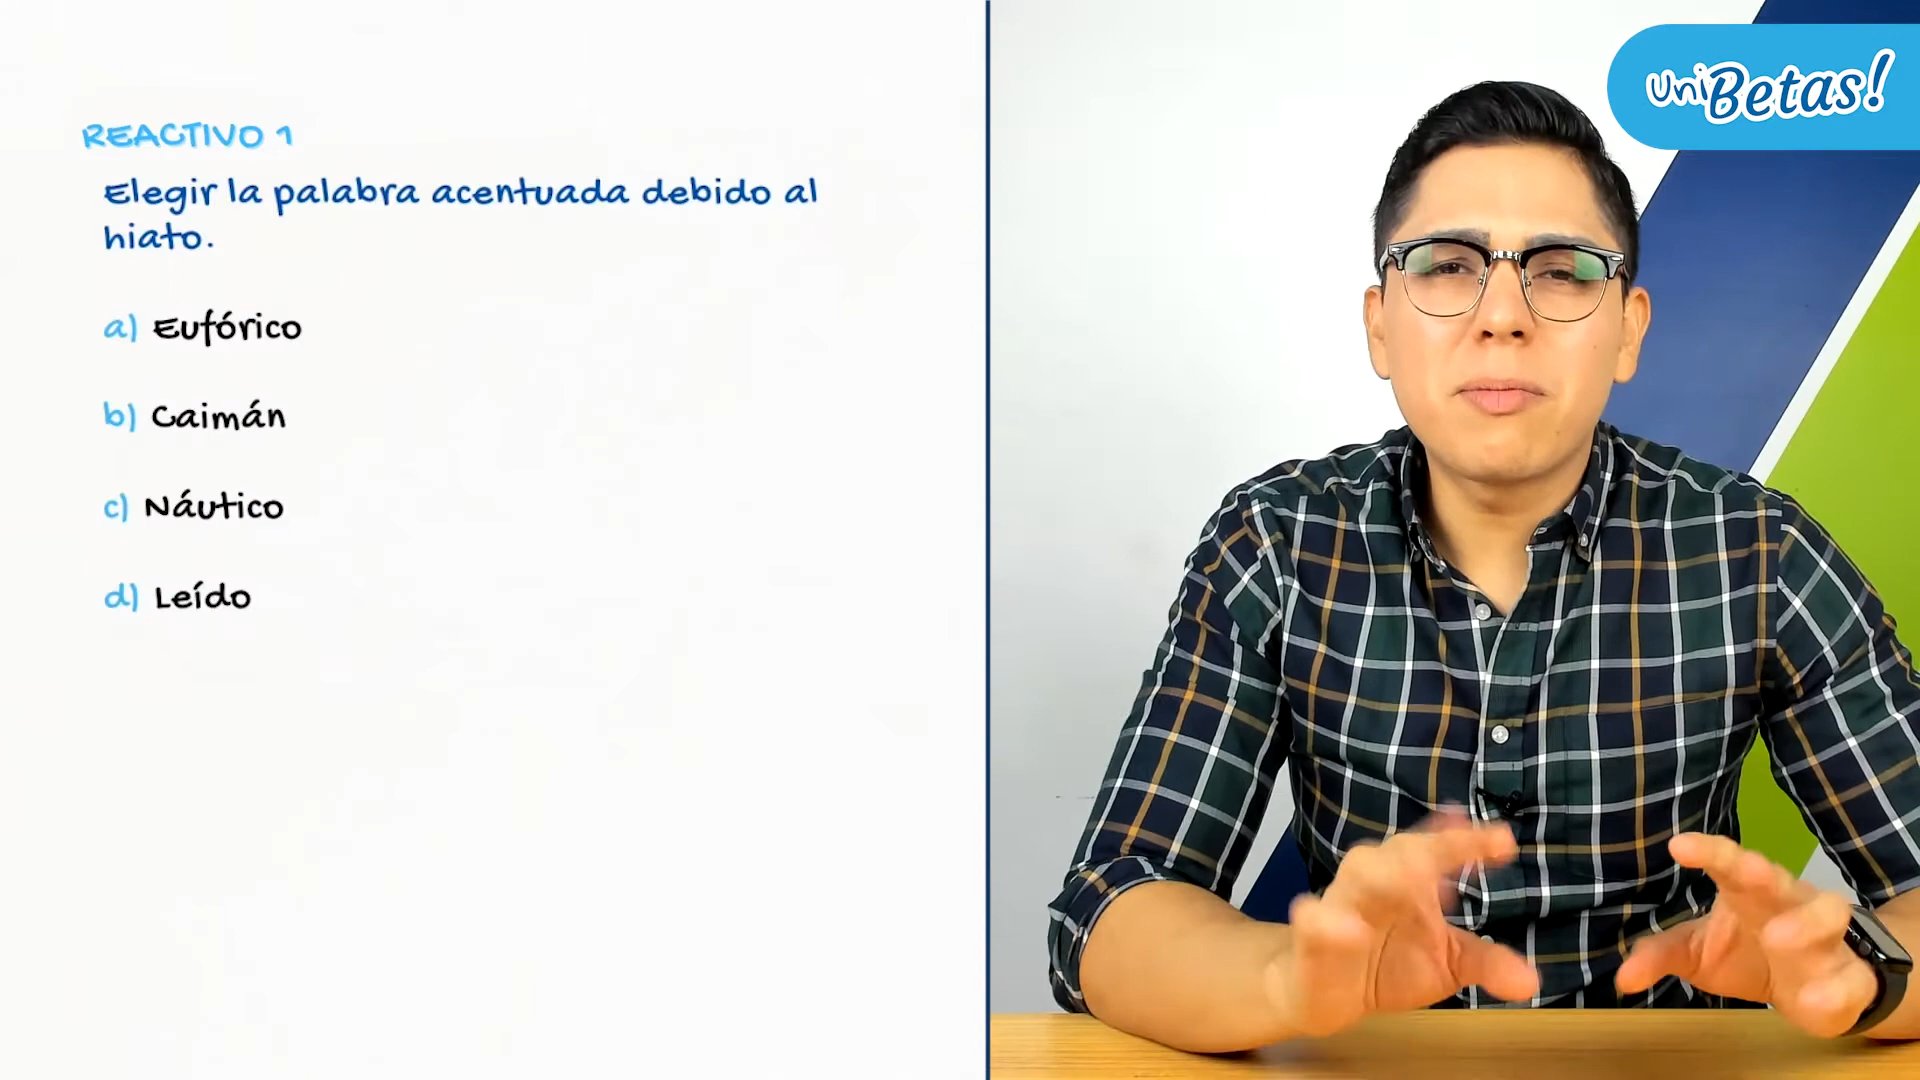 REACTIVO 1
Elegir la palabra acentuada debido al
hiato.
a) Eufórico
b) Caimán
c) Náutico
d) Leído
uniBetas!